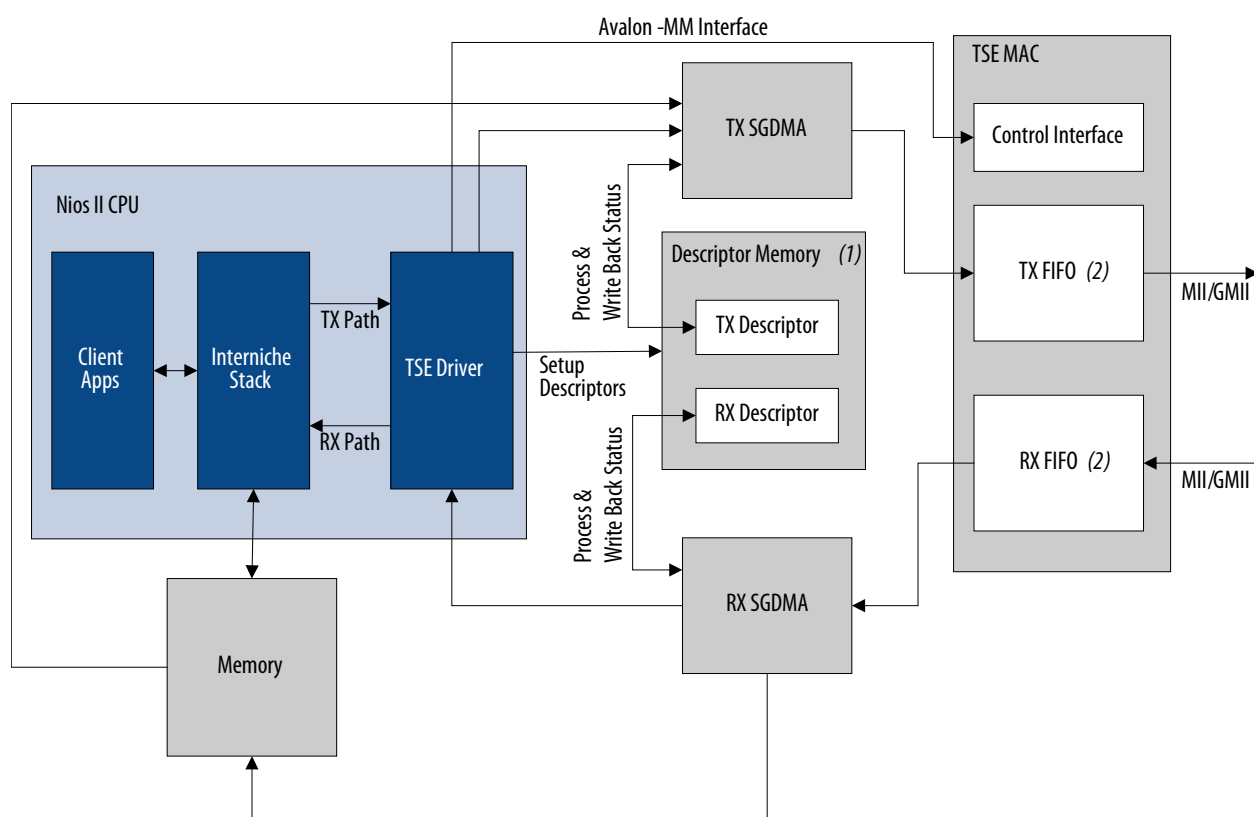 Avalon -MM Interface
TSE MAC
TX SGDMA
Control Interface
Nios II CPU
Process &
Write Back Status
Descriptor Memory (1)
TX FIFO (2)
MII/GMII
TX Path
TX Descriptor
Client
Apps
Interniche
Stack
TSE Driver
Setup
Descriptors
RX Descriptor
RX Path
Process &
Write Back Status
RX FIFO (2)
MII/GMII
RX SGDMA
Memory